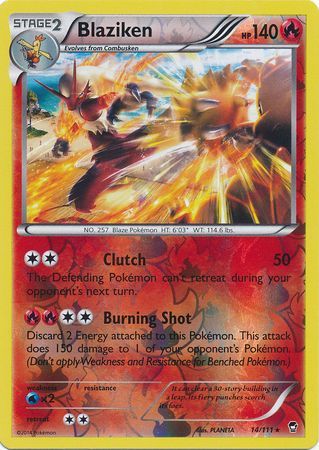 STAGE2
Blaziken
HP140
Evolves from Combusken
NO. 257 Blaze Pokémon HT: 6'03" WT: 114.6 lbs.
Clutch 50
The Defending Pokémon can't retreat during your opponent's next turn.
Burning Shot
Discard 2 Energy attached to this Pokémon. This attack
does 150 damage to 1 of your opponent's Pokémon.
(Don't apply Weakness and Resistance for Benched Pokémon.)
weakness resistance
×2
retreat
It can clear a 30-story building in
a leap. Its fiery punches scorch
its foes.
©2014 Pokémon
Illus. PLANETA
14/111 ★